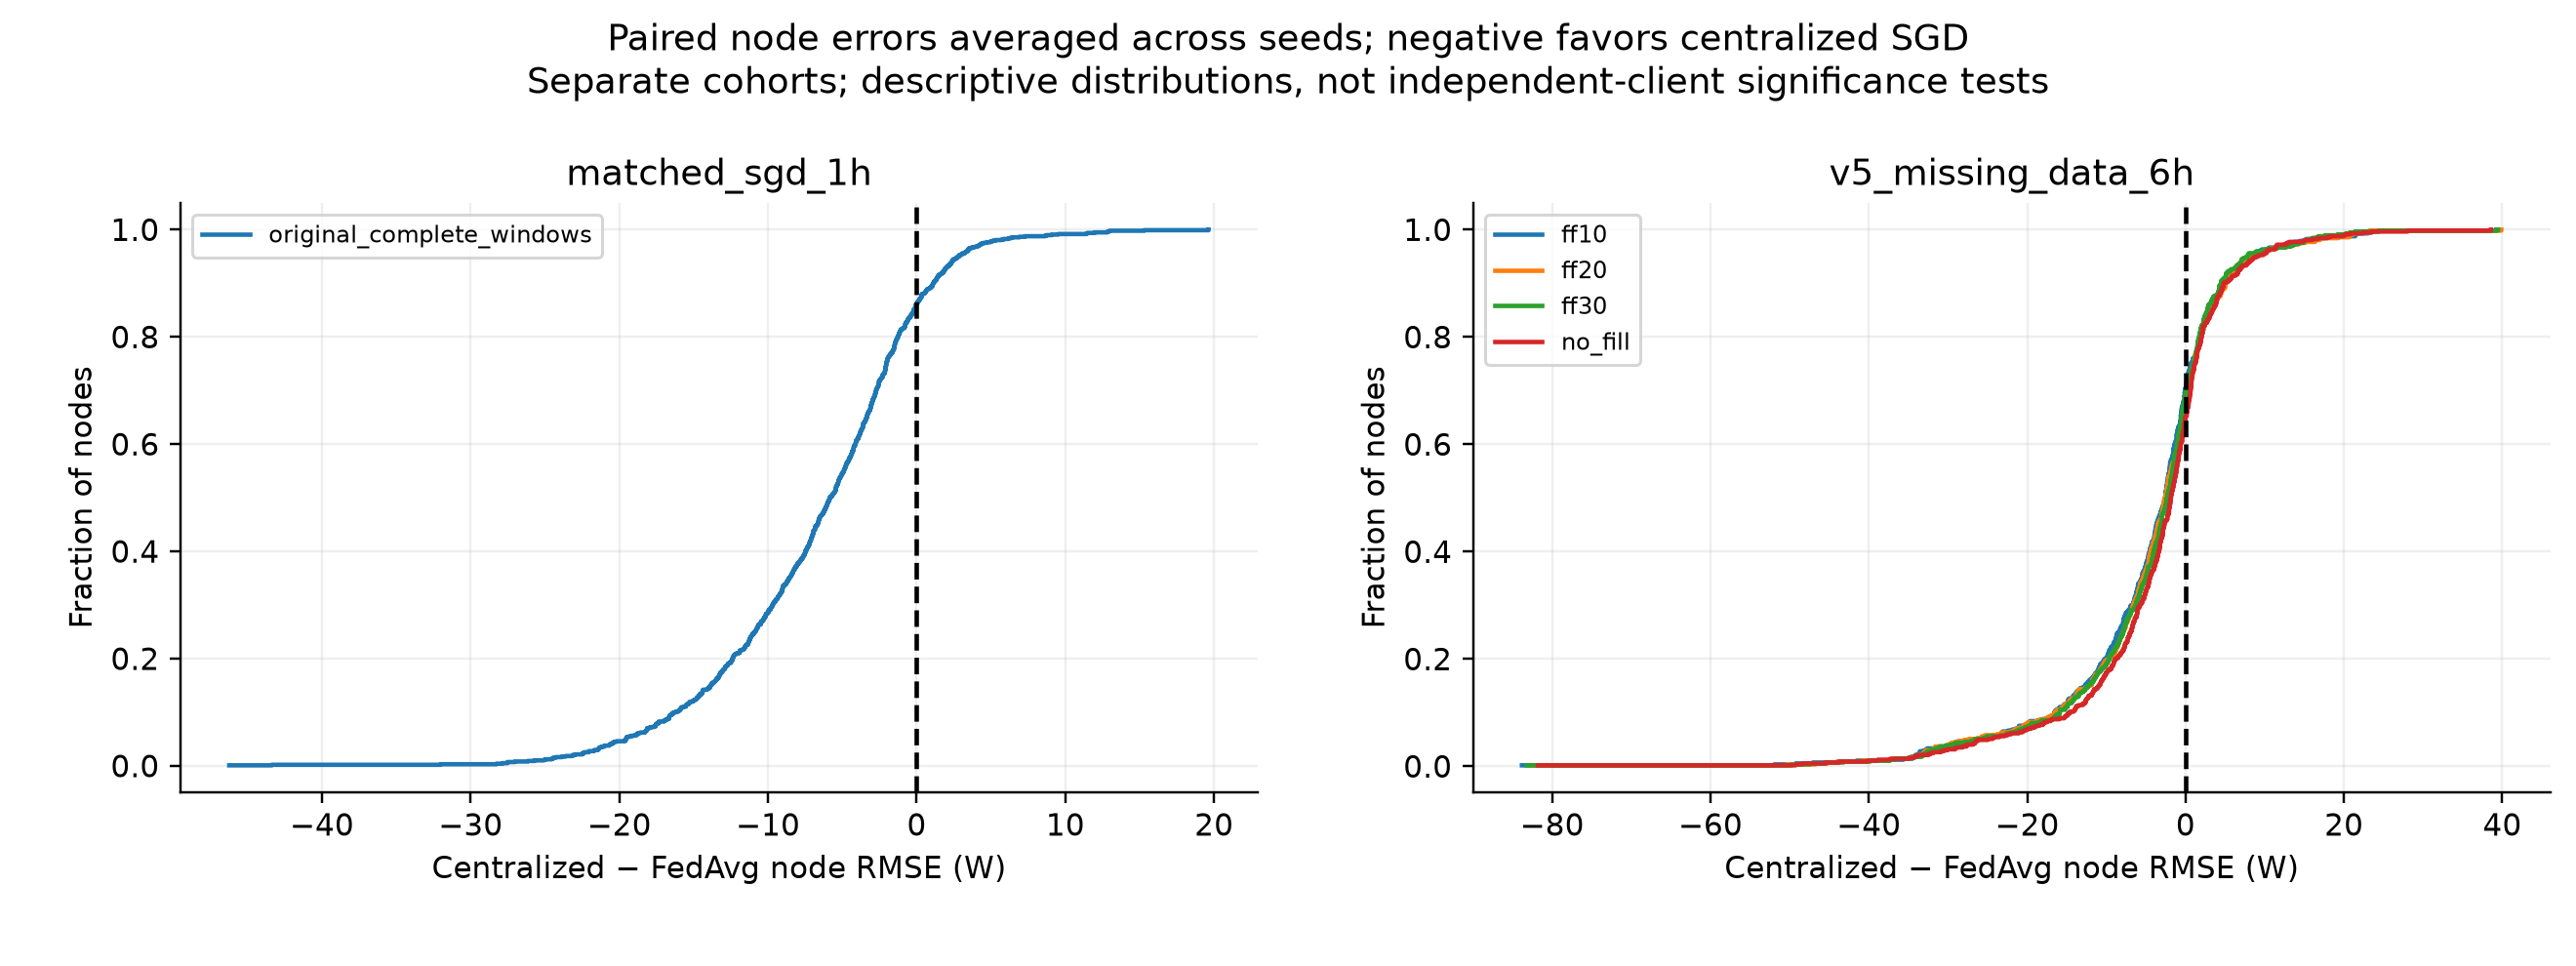 Paired node errors averaged across seeds; negative favors centralized SGD
Separate cohorts; descriptive distributions, not independent-client significance tests
matched_sgd_1h
original_complete_windows
1.0
0.8
0.6
0.4
0.2
0.0
Fraction of nodes
−40
−30
−20
−10
0
10
20
Centralized − FedAvg node RMSE (W)
v5_missing_data_6h
ff10
ff20
ff30
no_fill
1.0
0.8
0.6
0.4
0.2
0.0
Fraction of nodes
−80
−60
−40
−20
0
20
40
Centralized − FedAvg node RMSE (W)